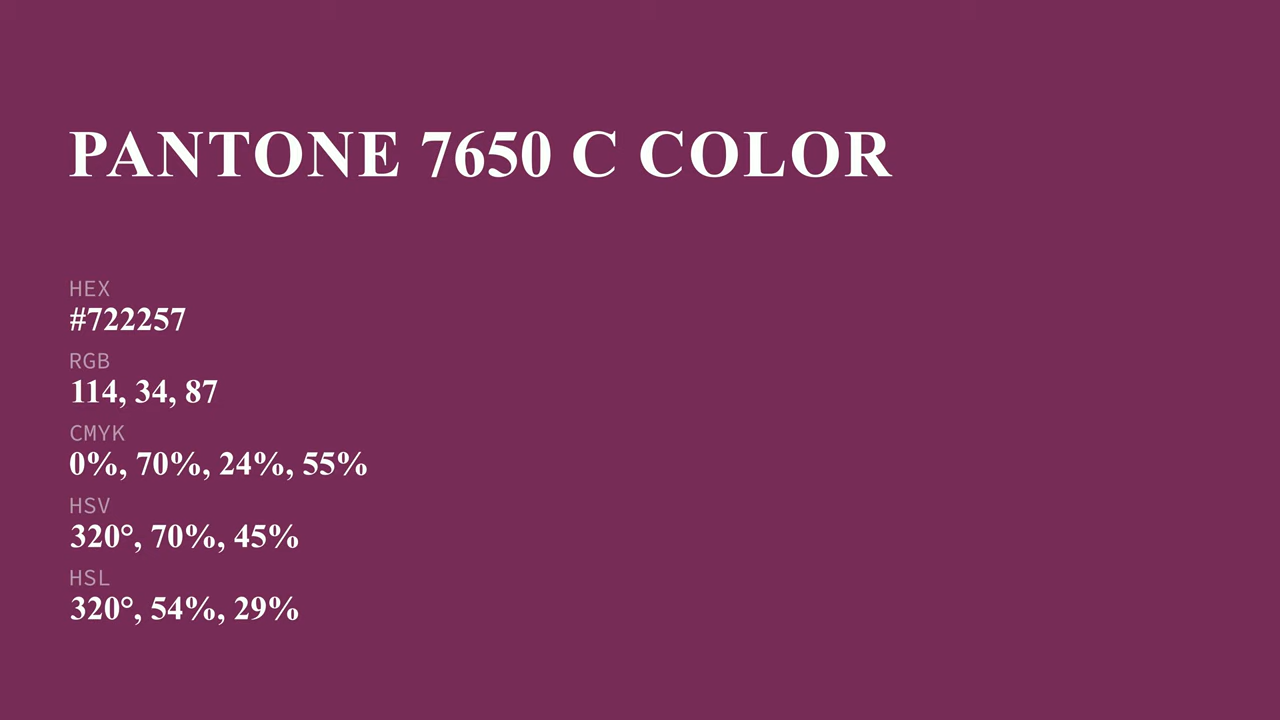 PANTONE 7650 C COLOR
HEX
#722257
RGB
114, 34, 87
CMYK
0%, 70%, 24%, 55%
HSV
320°, 70%, 45%
HSL
320°, 54%, 29%